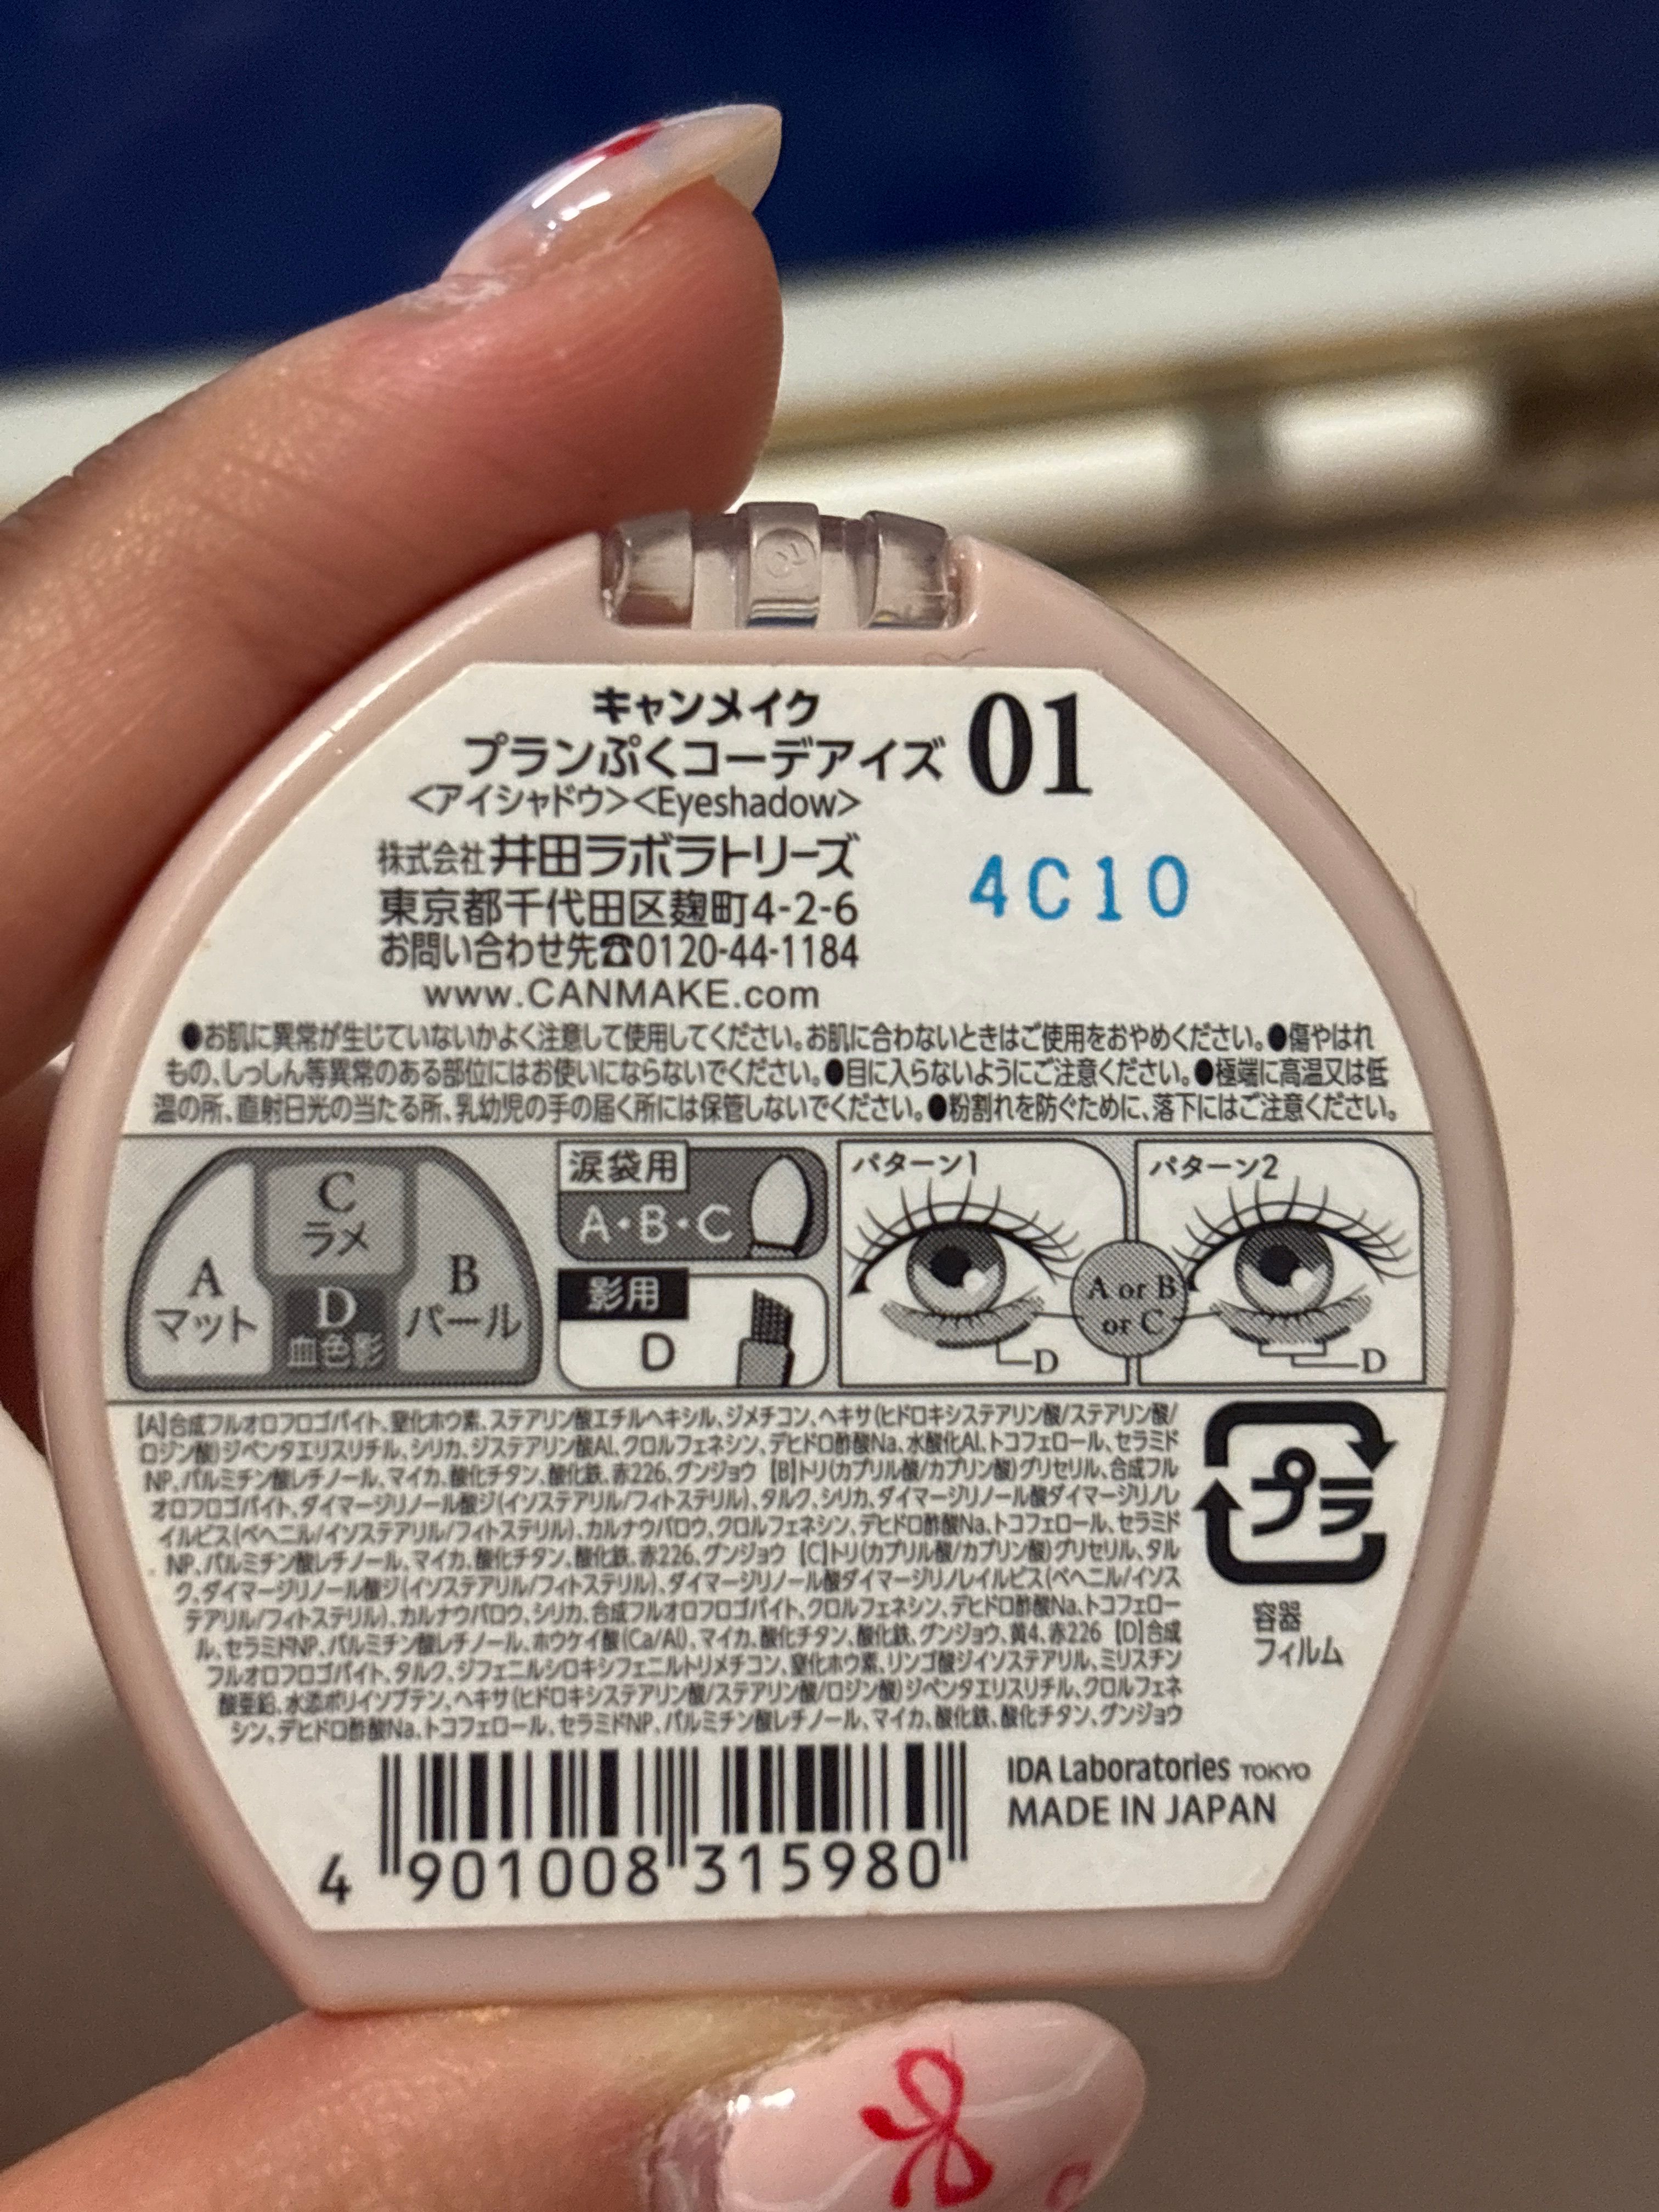 キャンメイク
プランぷくコーデアイズ 01
<アイシャドウ><Eyeshadow>
株式会社井田ラボラトリーズ
東京都千代田区麹町4-2-6
4C10
お問い合わせ先☎0120-44-1184
www.CANMAKE.com
●お肌に異常が生じていないかよく注意して使用してください。お肌に合わないときはご使用をおやめください。●傷やはれ
もの、しっしん等異常のある部位にはお使いにならないでください。●目に入らないようにご注意ください。●極端に高温又は低
温の所、直射日光の当たる所、乳幼児の手の届く所には保管しないでください。●粉割れを防ぐために、落下にはご注意ください。
A
マット
C
ラメ
D
血色影
B
パール
涙袋用
A・B・C
影用
D
パターン1
D
A or B
or C
パターン2
D
【A】合成フルオロフロゴパイト、窒化ホウ素、ステアリン酸エチルヘキシル、ジメチコン、ヘキサ(ヒドロキシステアリン酸/ステアリン酸/
ロジン酸)ジペンタエリスリチル、シリカ、ジステアリン酸Al、クロルフェネシン、デヒドロ酢酸Na、水酸化Al、トコフェロール、セラミド
NP、パルミチン酸レチノール、マイカ、酸化チタン、酸化鉄、赤226、グンジョウ 【B】トリ(カプリル酸/カプリン酸)グリセリル、合成フル
オロフロゴパイト、ダイマージリノール酸ジ(イソステアリル/フィトステリル)、タルク、シリカ、ダイマージリノール酸ダイマージリノレ
イルビス(ベヘニル/イソステアリル/フィトステリル)、カルナウバロウ、クロルフェネシン、デヒドロ酢酸Na、トコフェロール、セラミド
NP、パルミチン酸レチノール、マイカ、酸化チタン、酸化鉄、赤226、グンジョウ 【C】トリ(カプリル酸/カプリン酸)グリセリル、タル
ク、ダイマージリノール酸ジ(イソステアリル/フィトステリル)、ダイマージリノール酸ダイマージリノレイルビス(ベヘニル/イソス
テアリル/フィトステリル)、カルナウバロウ、シリカ、合成フルオロフロゴパイト、クロルフェネシン、デヒドロ酢酸Na、トコフェロー
ル、セラミドNP、パルミチン酸レチノール、ホウケイ酸(Ca/Al)、マイカ、酸化チタン、酸化鉄、グンジョウ、黄4、赤226 【D】合成
フルオロフロゴパイト、タルク、ジフェニルシロキシフェニルトリメチコン、窒化ホウ素、リンゴ酸ジイソステアリル、ミリスチン
酸亜鉛、水添ポリイソブテン、ヘキサ(ヒドロキシステアリン酸/ステアリン酸/ロジン酸)ジペンタエリスリチル、クロルフェネ
シン、デヒドロ酢酸Na、トコフェロール、セラミドNP、パルミチン酸レチノール、マイカ、酸化鉄、酸化チタン、グンジョウ
プラ
容器
フィルム
4 901008 315980
IDA Laboratories TOKYO
MADE IN JAPAN